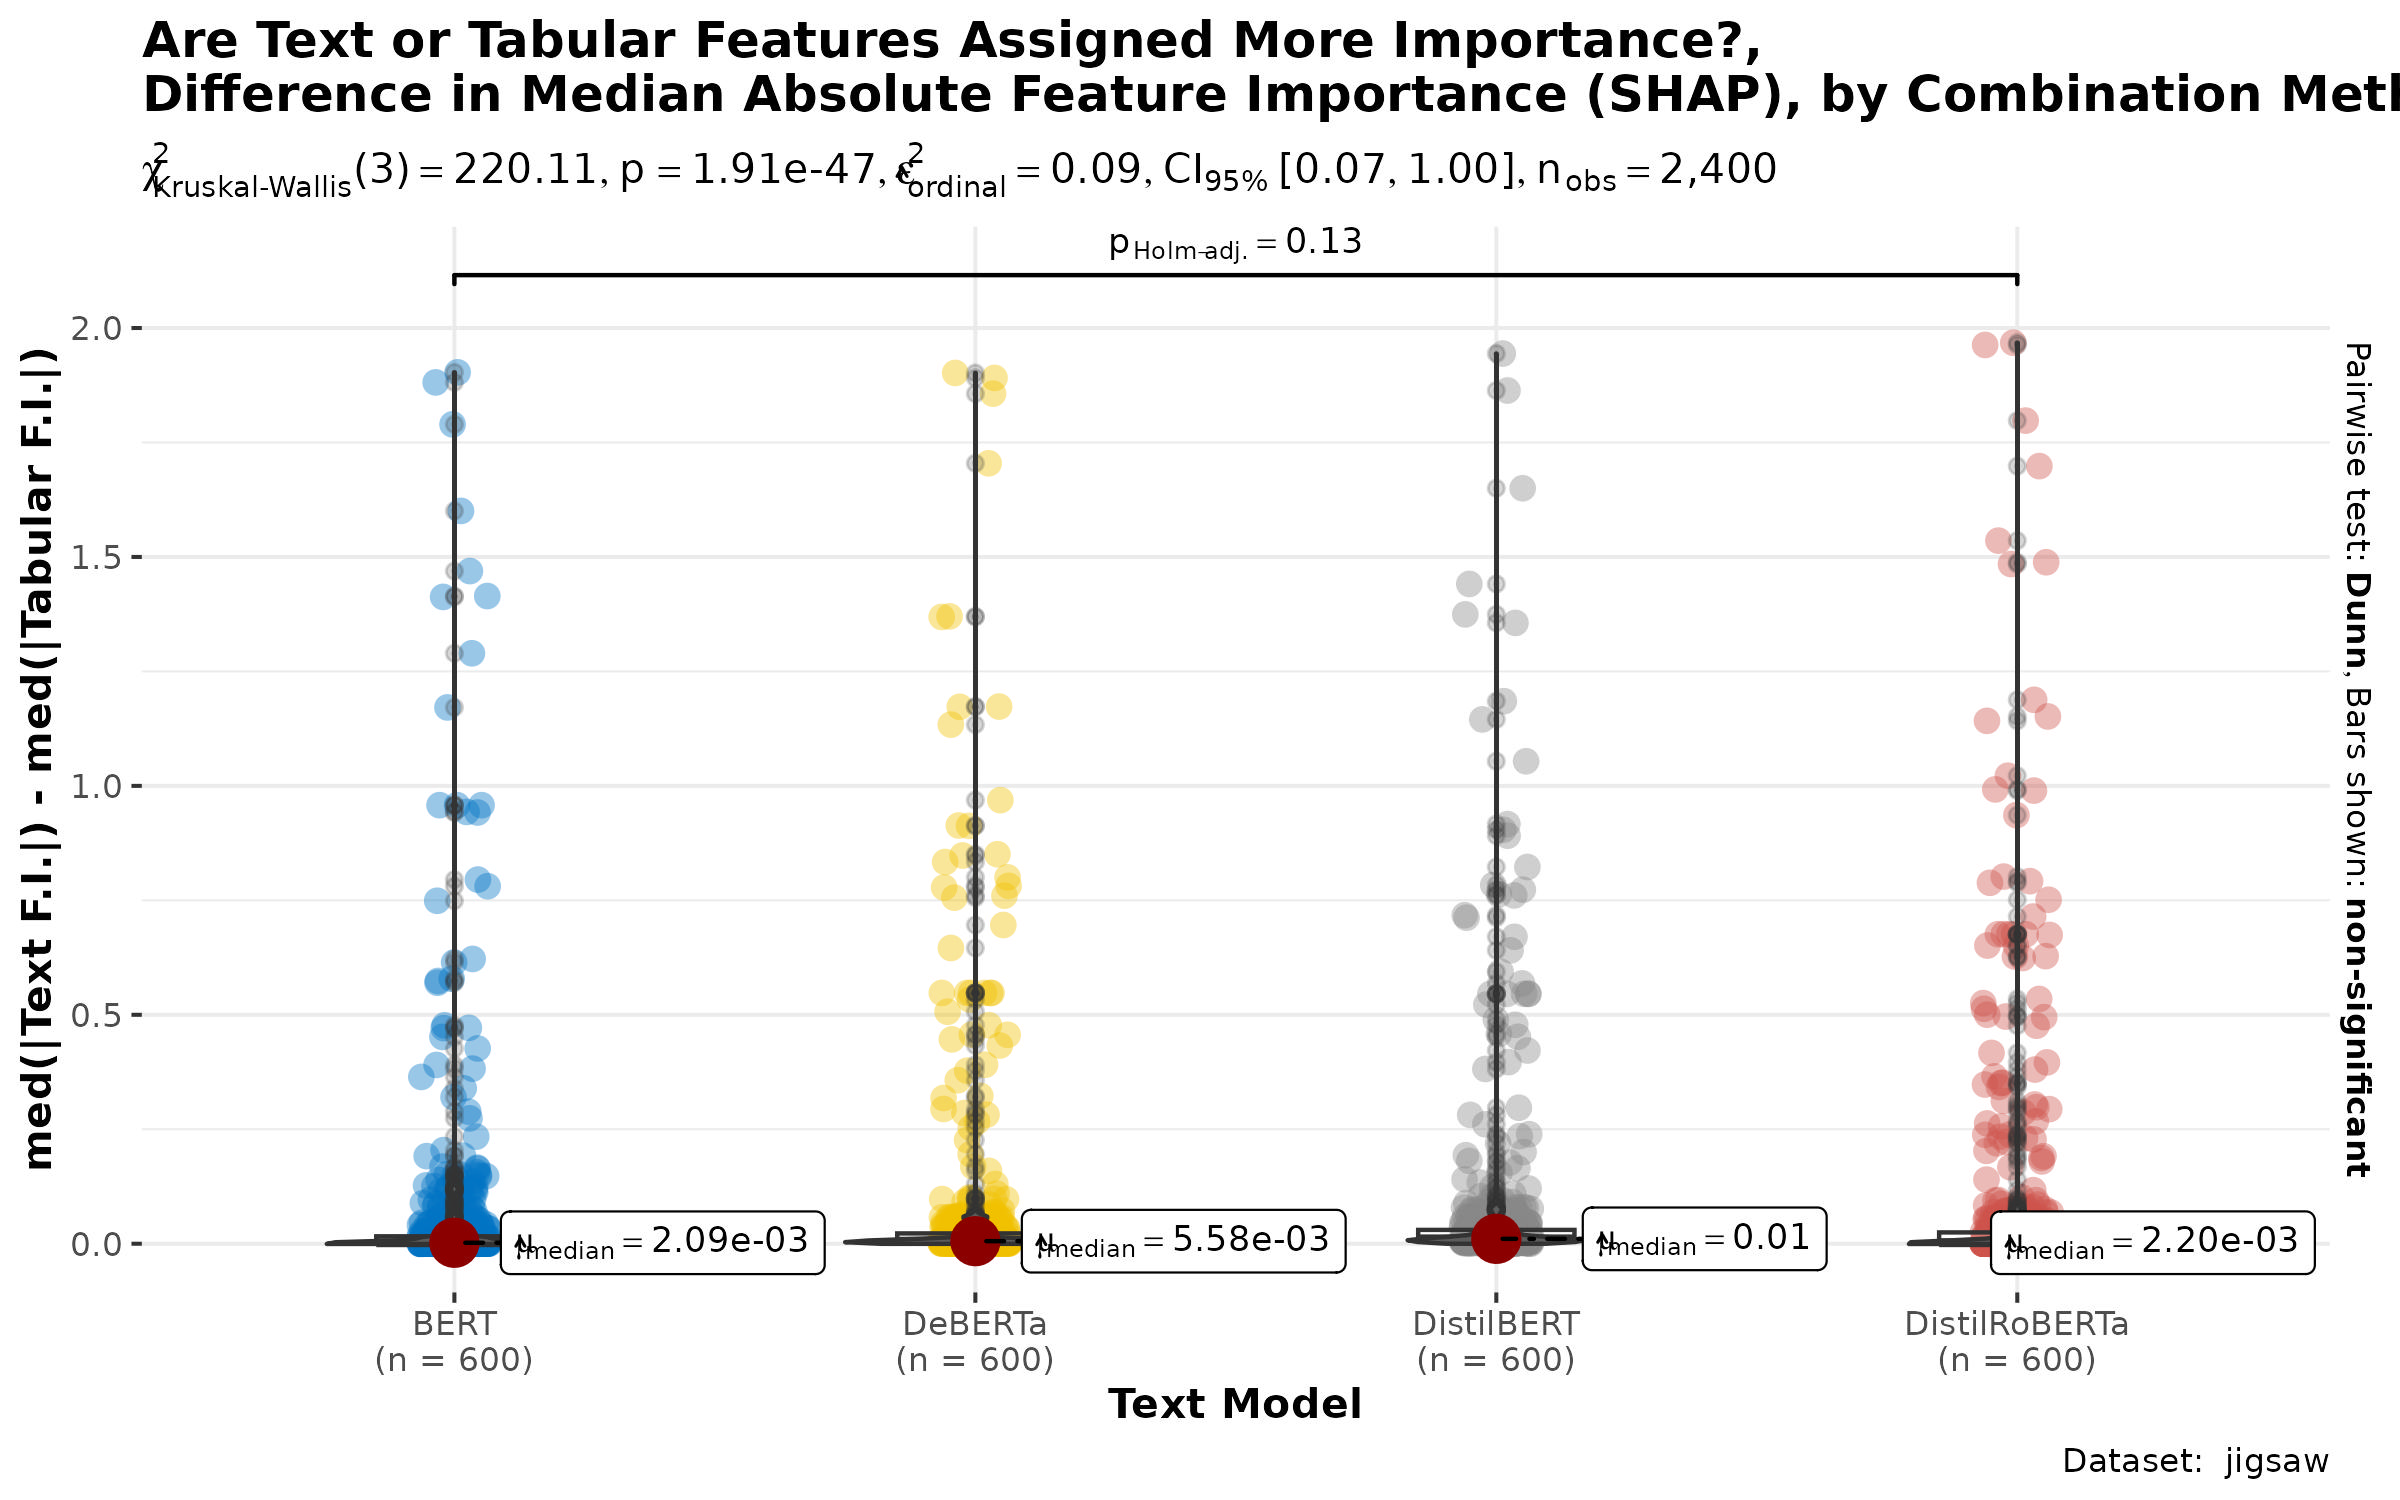 Are Text or Tabular Features Assigned More Importance?,
Difference in Median Absolute Feature Importance (SHAP), by Combination Meth
χ²Kruskal-Wallis(3) = 220.11, p = 1.91e-47, ε̂²ordinal = 0.09, CI95% [0.07, 1.00], nobs = 2,400
pHolm-adj. = 0.13
med(|Text F.I.|) - med(|Tabular F.I.|)
2.0
1.5
1.0
0.5
0.0
μ̂median = 2.09e-03
μ̂median = 5.58e-03
μ̂median = 0.01
μ̂median = 2.20e-03
Pairwise test: Dunn, Bars shown: non-significant
BERT
(n = 600)
DeBERTa
(n = 600)
DistilBERT
(n = 600)
DistilRoBERTa
(n = 600)
Text Model
Dataset: jigsaw